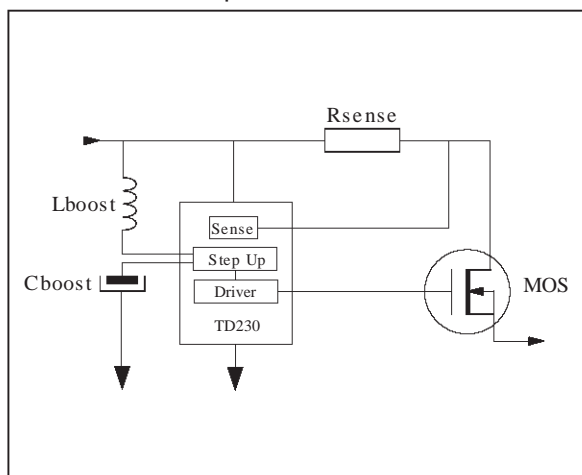 Rsense
Lboost
Sense
Step Up
Cboost
Driver
MOS
TD230